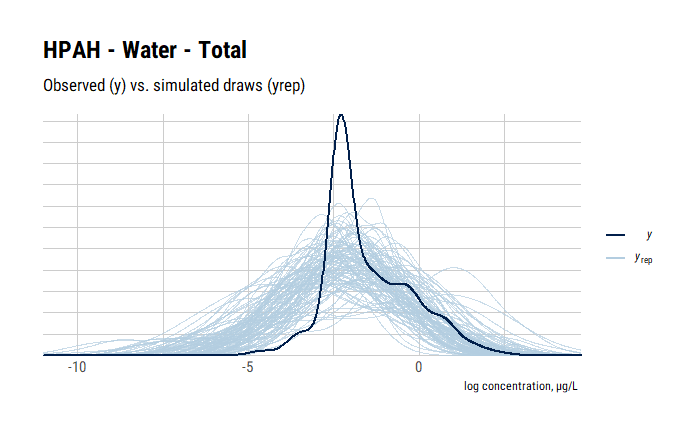 HPAH - Water - Total
Observed (y) vs. simulated draws (yrep)
y
yrep
-10 -5 0
log concentration, µg/L